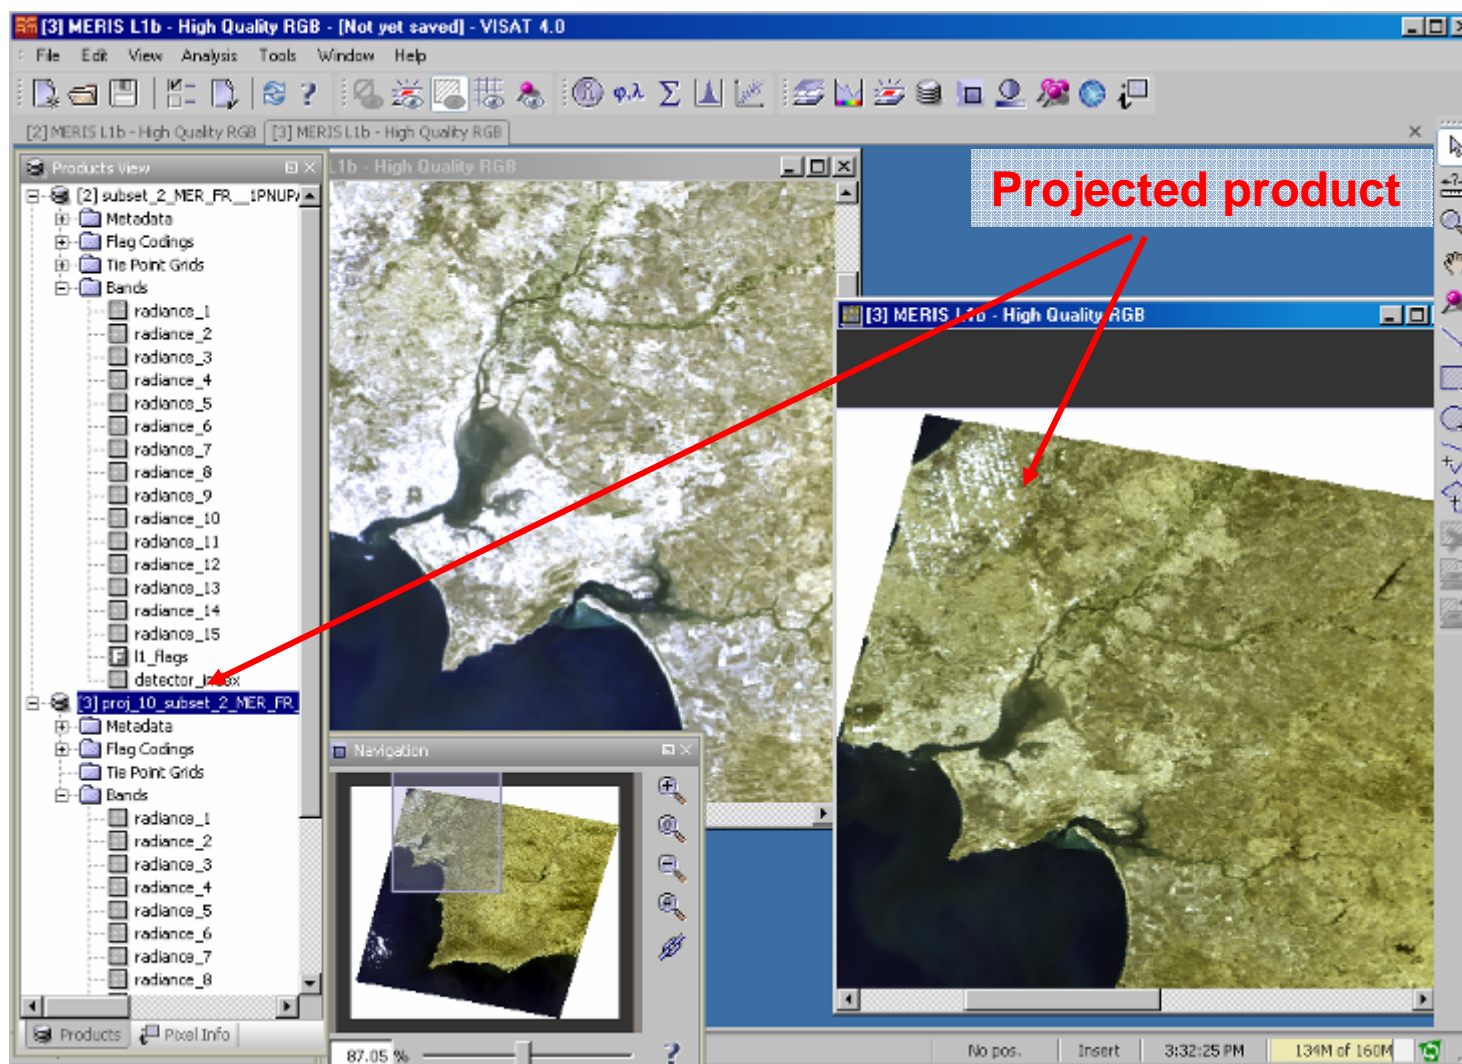 [3] MERIS L1b - High Quality RGB - [Not yet saved] - VISAT 4.0
File Edit View Analysis Tools Window Help
φ,λ Σ
[2] MERIS L1b - High Quality RGB [3] MERIS L1b - High Quality RGB
Products View
L1b - High Quality RGB
Projected product
[2] subset_2_MER_FR__1PNUPA
Metadata
Flag Codings
Tie Point Grids
Bands
radiance_1
radiance_2
radiance_3
radiance_4
radiance_5
radiance_6
radiance_7
radiance_8
radiance_9
radiance_10
radiance_11
radiance_12
radiance_13
radiance_14
radiance_15
l1_flags
detector_index
[3] proj_10_subset_2_MER_FR_
Metadata
Flag Codings
Tie Point Grids
Bands
radiance_1
radiance_2
radiance_3
radiance_4
radiance_5
radiance_6
radiance_7
radiance_8
Products Pixel Info
[3] MERIS L1b - High Quality RGB
Navigation
87.05 %
No pos. Insert 3:32:25 PM 134M of 160M